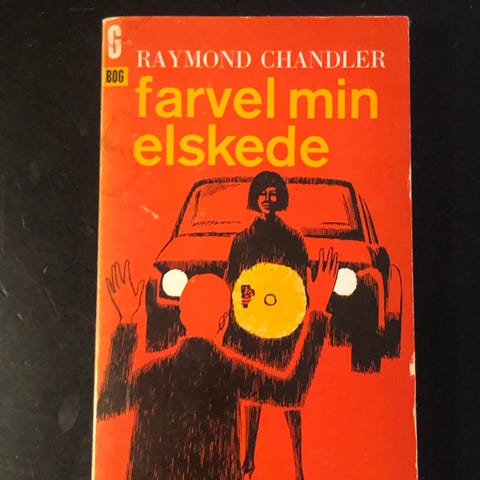 G
BOG
RAYMOND CHANDLER
farvel min
elskede